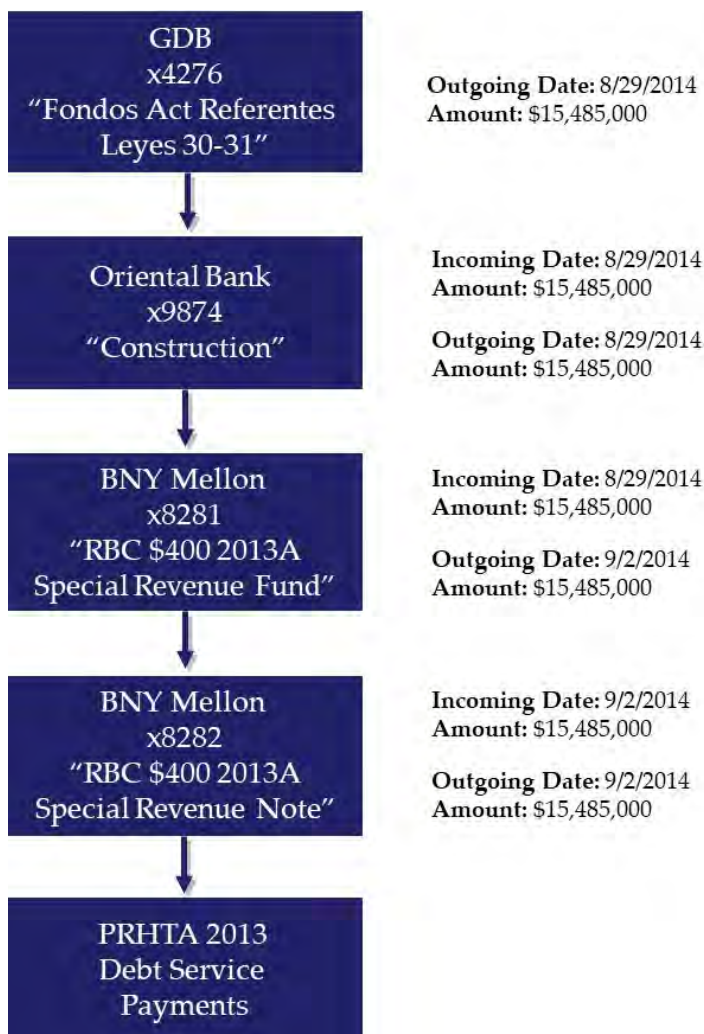 GDB
x4276
“Fondos Act Referentes
Leyes 30-31”
Outgoing Date: 8/29/2014
Amount: $15,485,000
Oriental Bank
x9874
“Construction”
Incoming Date: 8/29/2014
Amount: $15,485,000
Outgoing Date: 8/29/2014
Amount: $15,485,000
BNY Mellon
x8281
“RBC $400 2013A
Special Revenue Fund”
Incoming Date: 8/29/2014
Amount: $15,485,000
Outgoing Date: 9/2/2014
Amount: $15,485,000
BNY Mellon
x8282
“RBC $400 2013A
Special Revenue Note”
Incoming Date: 9/2/2014
Amount: $15,485,000
Outgoing Date: 9/2/2014
Amount: $15,485,000
PRHTA 2013
Debt Service
Payments